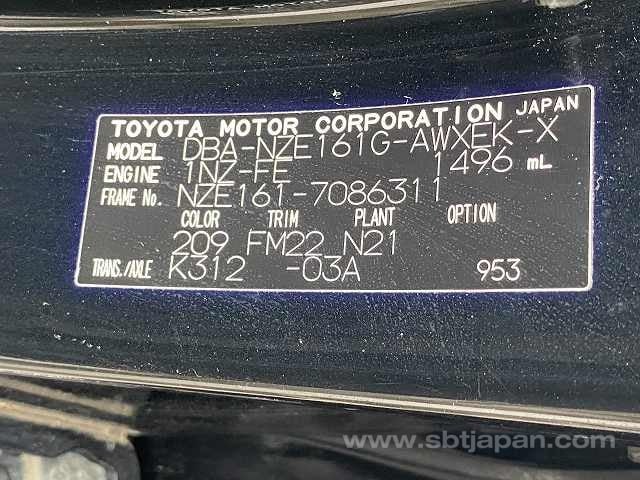 TOYOTA MOTOR CORPORATION JAPAN
MODEL DBA-NZE161G-AWXEK-X
ENGINE 1NZ-FE 1496 mL
FRAME No. NZE161-7086311
COLOR TRIM PLANT OPTION
209 FM22 N21
TRANS./AXLE K312 -03A 953
www.sbtjapan.com